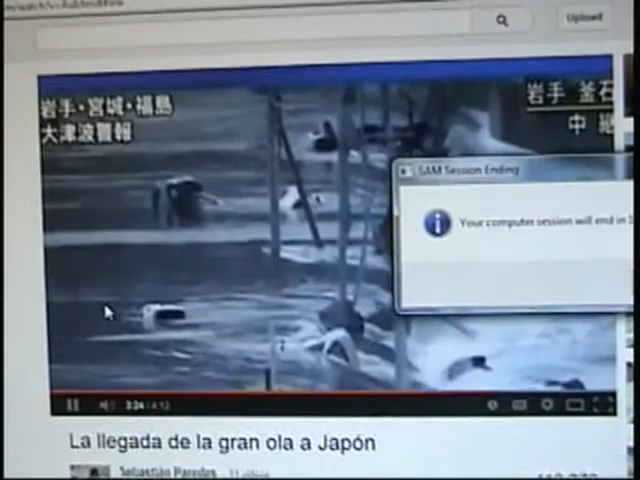 Upload
岩手・宮城・福島
大津波警報
岩手 釜石
中 継
SAM Session Ending
Your computer session will end in
3:24 / 4:12
La llegada de la gran ola a Japón
Sebastián Paredes